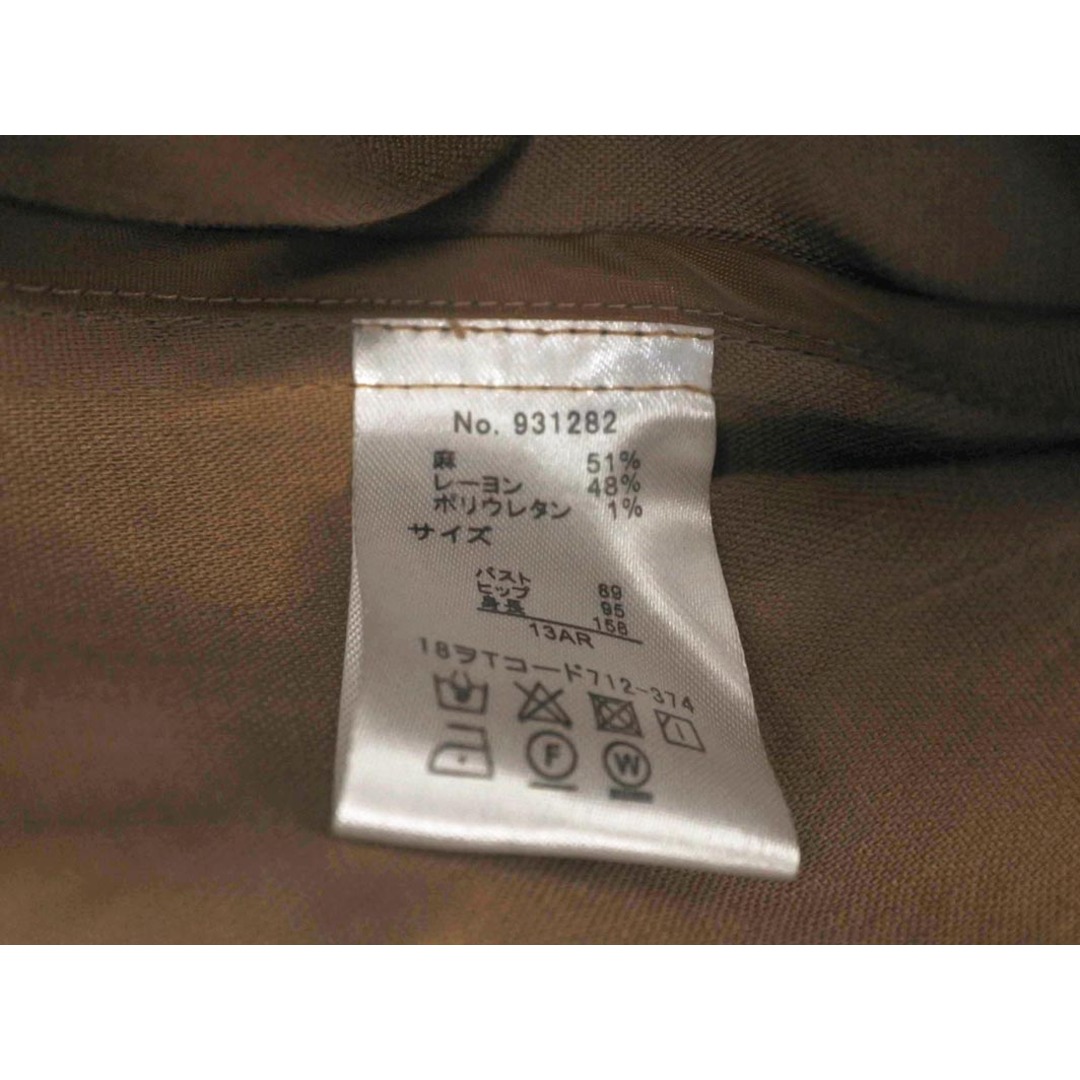 No. 931282
麻 51%
レーヨン 48%
ポリウレタン 1%
サイズ
バスト 89
ヒップ 95
身長 158
13AR
18ヲTコード712-374
F W